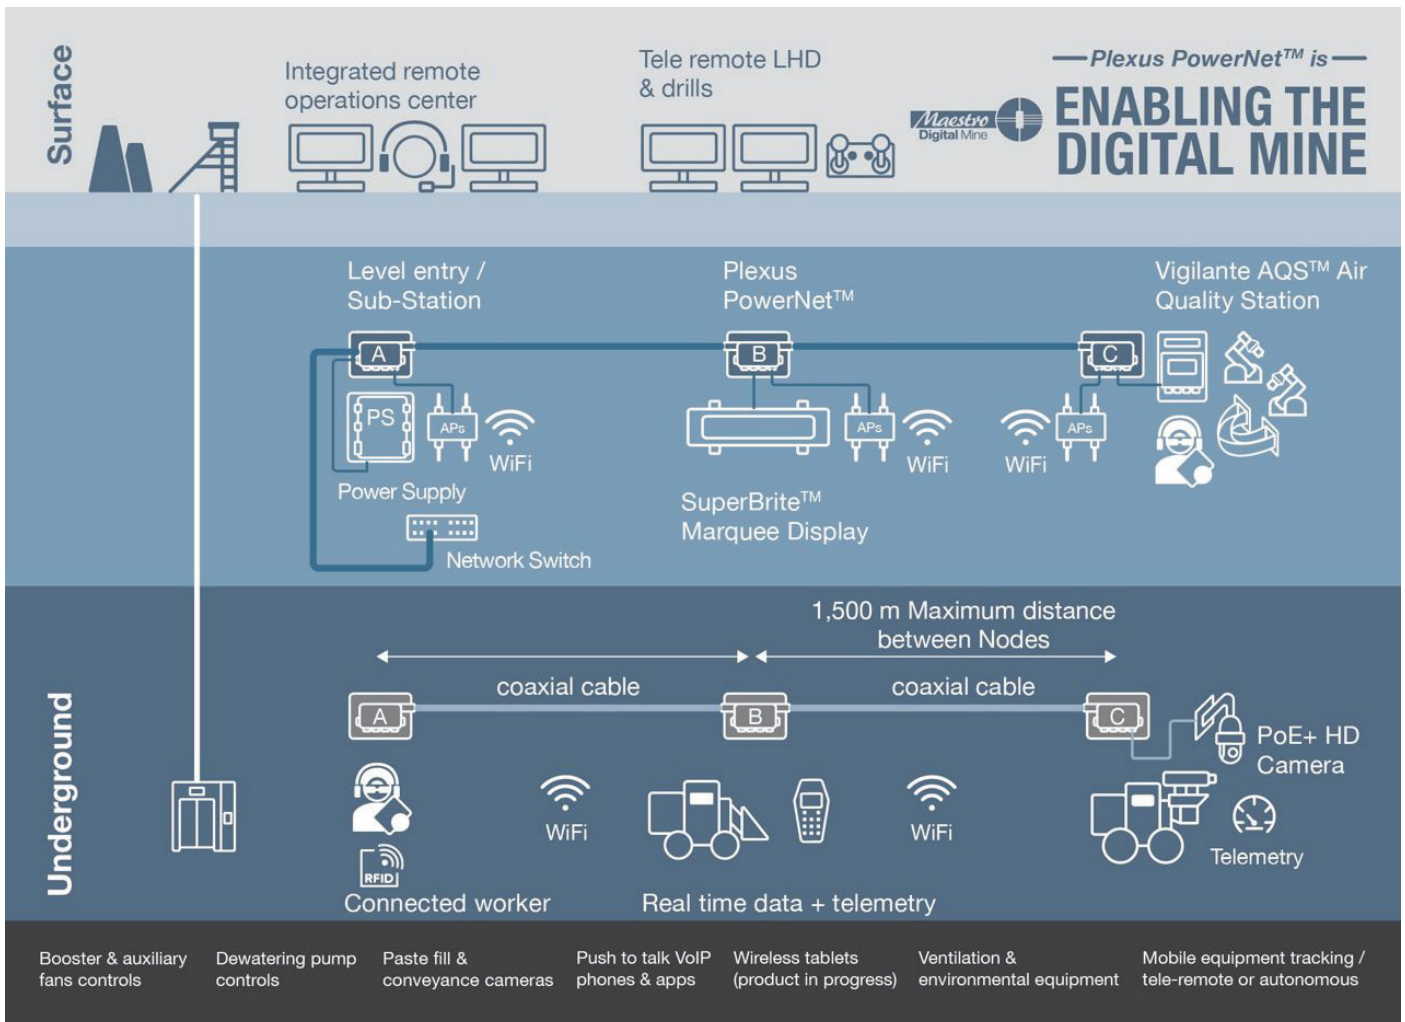 Surface
Integrated remote
operations center
Tele remote LHD
& drills
Maestro
Digital Mine
Plexus PowerNet™ is
ENABLING THE
DIGITAL MINE
Level entry /
Sub-Station
Plexus
PowerNet™
Vigilante AQS™ Air
Quality Station
A
B
C
PS
APs
WiFi
APs
WiFi
WiFi
APs
Power Supply
Network Switch
SuperBrite™
Marquee Display
Underground
1,500 m Maximum distance
between Nodes
coaxial cable
coaxial cable
A
B
C
PoE+ HD
Camera
WiFi
WiFi
Telemetry
RFID
Connected worker
Real time data + telemetry
Booster & auxiliary
fans controls
Dewatering pump
controls
Paste fill &
conveyance cameras
Push to talk VoIP
phones & apps
Wireless tablets
(product in progress)
Ventilation &
environmental equipment
Mobile equipment tracking /
tele-remote or autonomous